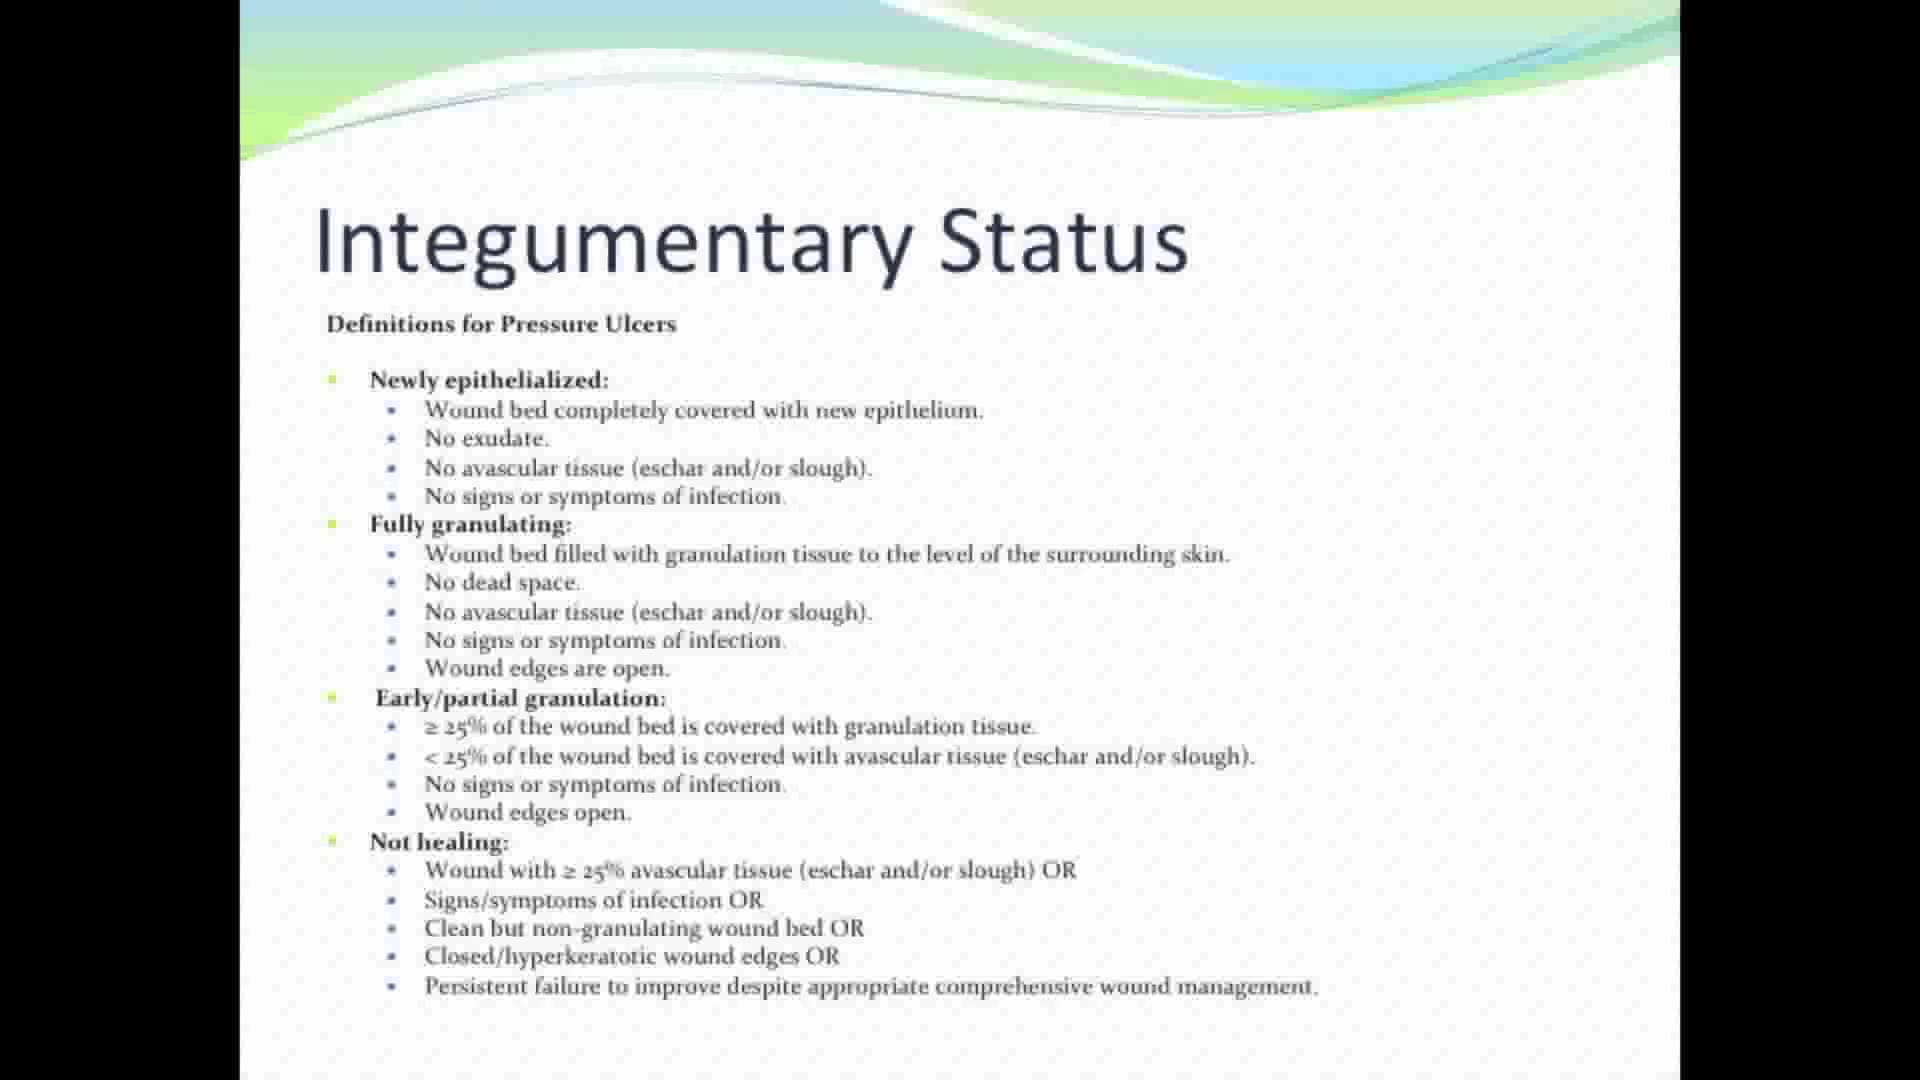 Integumentary Status
Definitions for Pressure Ulcers
Newly epithelialized:
Wound bed completely covered with new epithelium.
No exudate.
No avascular tissue (eschar and/or slough).
No signs or symptoms of infection.
Fully granulating:
Wound bed filled with granulation tissue to the level of the surrounding skin.
No dead space.
No avascular tissue (eschar and/or slough).
No signs or symptoms of infection.
Wound edges are open.
Early/partial granulation:
≥ 25% of the wound bed is covered with granulation tissue.
< 25% of the wound bed is covered with avascular tissue (eschar and/or slough).
No signs or symptoms of infection.
Wound edges open.
Not healing:
Wound with ≥ 25% avascular tissue (eschar and/or slough) OR
Signs/symptoms of infection OR
Clean but non-granulating wound bed OR
Closed/hyperkeratotic wound edges OR
Persistent failure to improve despite appropriate comprehensive wound management.